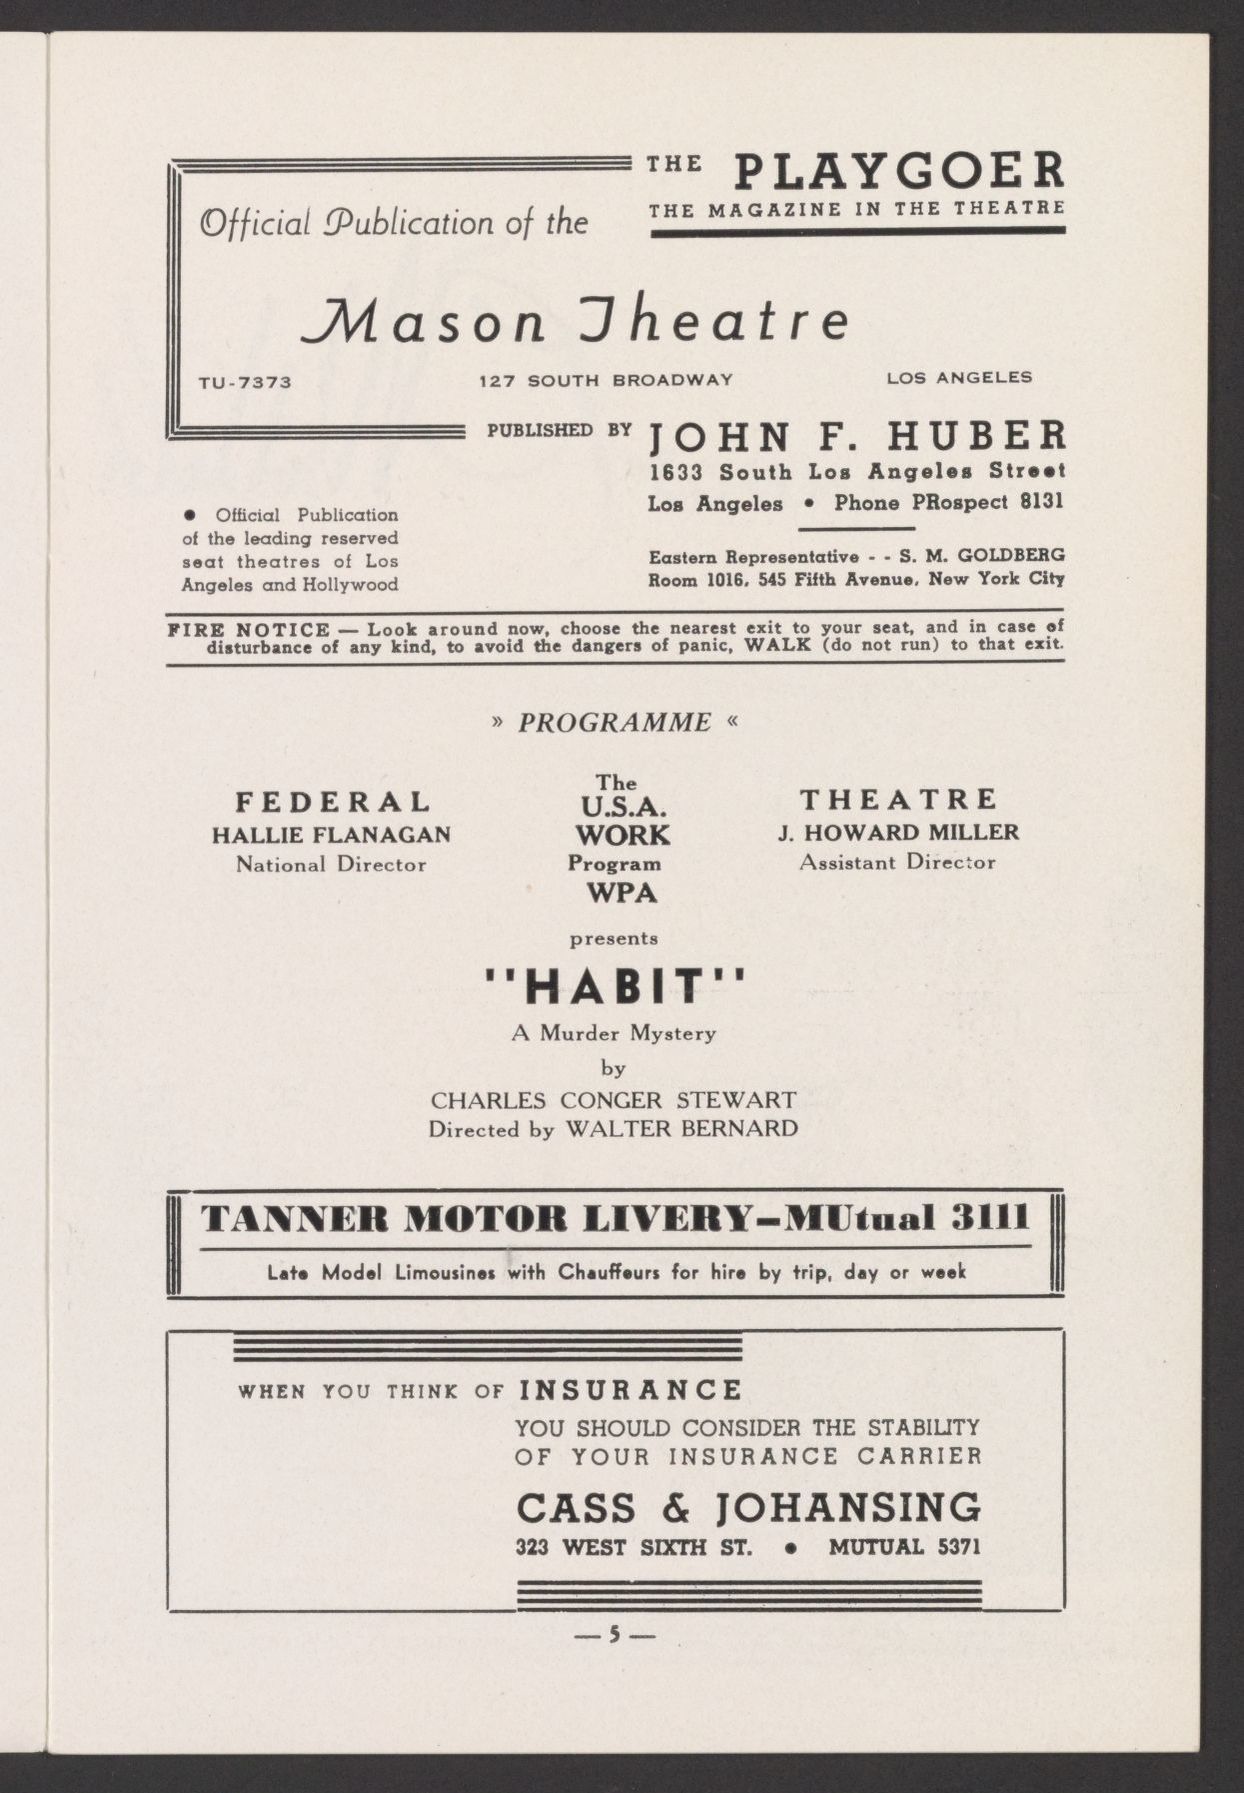 THE PLAYGOER
THE MAGAZINE IN THE THEATRE
Official Publication of the
Mason Theatre
TU-7373 127 SOUTH BROADWAY LOS ANGELES
PUBLISHED BY JOHN F. HUBER
1633 South Los Angeles Street
Los Angeles • Phone PRospect 8131
• Official Publication
of the leading reserved
seat theatres of Los
Angeles and Hollywood
Eastern Representative - - S. M. GOLDBERG
Room 1016, 545 Fifth Avenue, New York City
FIRE NOTICE — Look around now, choose the nearest exit to your seat, and in case of
disturbance of any kind, to avoid the dangers of panic, WALK (do not run) to that exit.
» PROGRAMME «
FEDERAL
HALLIE FLANAGAN
National Director
The
U.S.A.
WORK
Program
WPA
THEATRE
J. HOWARD MILLER
Assistant Director
presents
"HABIT"
A Murder Mystery
by
CHARLES CONGER STEWART
Directed by WALTER BERNARD
TANNER MOTOR LIVERY-MUtual 3111
Late Model Limousines with Chauffeurs for hire by trip, day or week
WHEN YOU THINK OF INSURANCE
YOU SHOULD CONSIDER THE STABILITY
OF YOUR INSURANCE CARRIER
CASS & JOHANSING
323 WEST SIXTH ST. • MUTUAL 5371
— 5 —